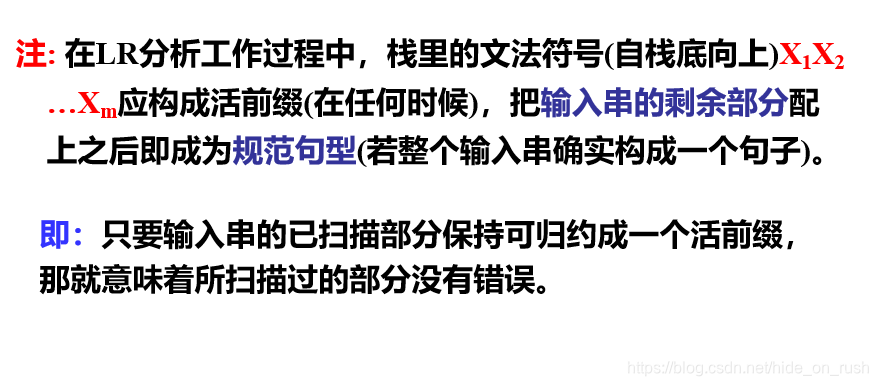 注: 在LR分析工作过程中，栈里的文法符号(自栈底向上)X₁X₂
…Xₘ应构成活前缀(在任何时候)，把输入串的剩余部分配
上之后即成为规范句型(若整个输入串确实构成一个句子)。
即：只要输入串的已扫描部分保持可归约成一个活前缀，
那就意味着所扫描过的部分没有错误。
https://blog.csdn.net/hide_on_rush